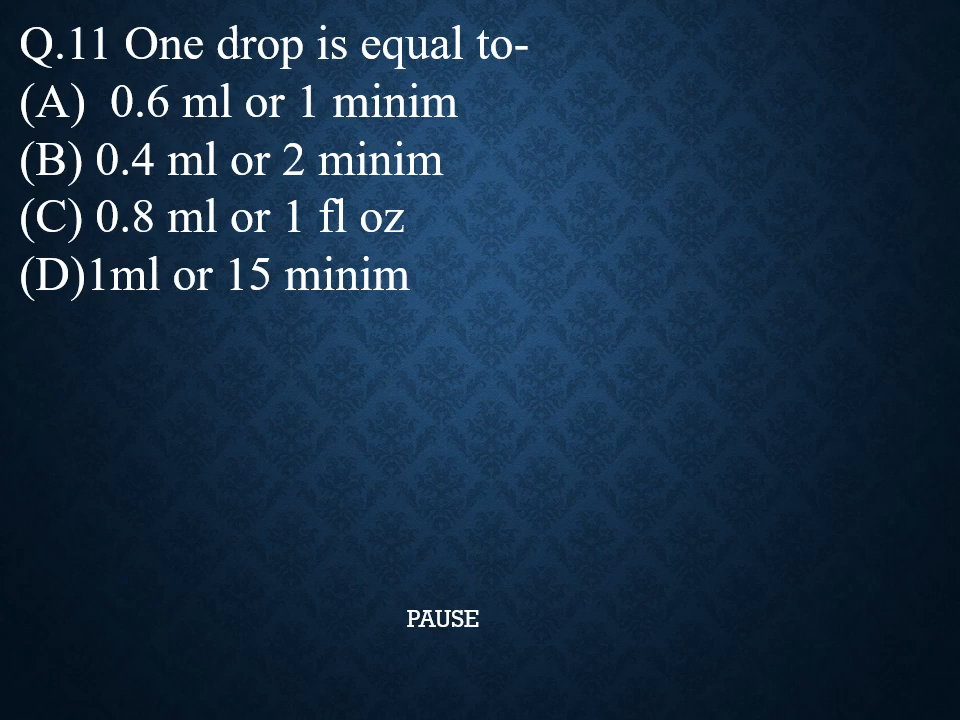 Q.11 One drop is equal to-
(A)  0.6 ml or 1 minim
(B) 0.4 ml or 2 minim
(C) 0.8 ml or 1 fl oz
(D)1ml or 15 minim
PAUSE